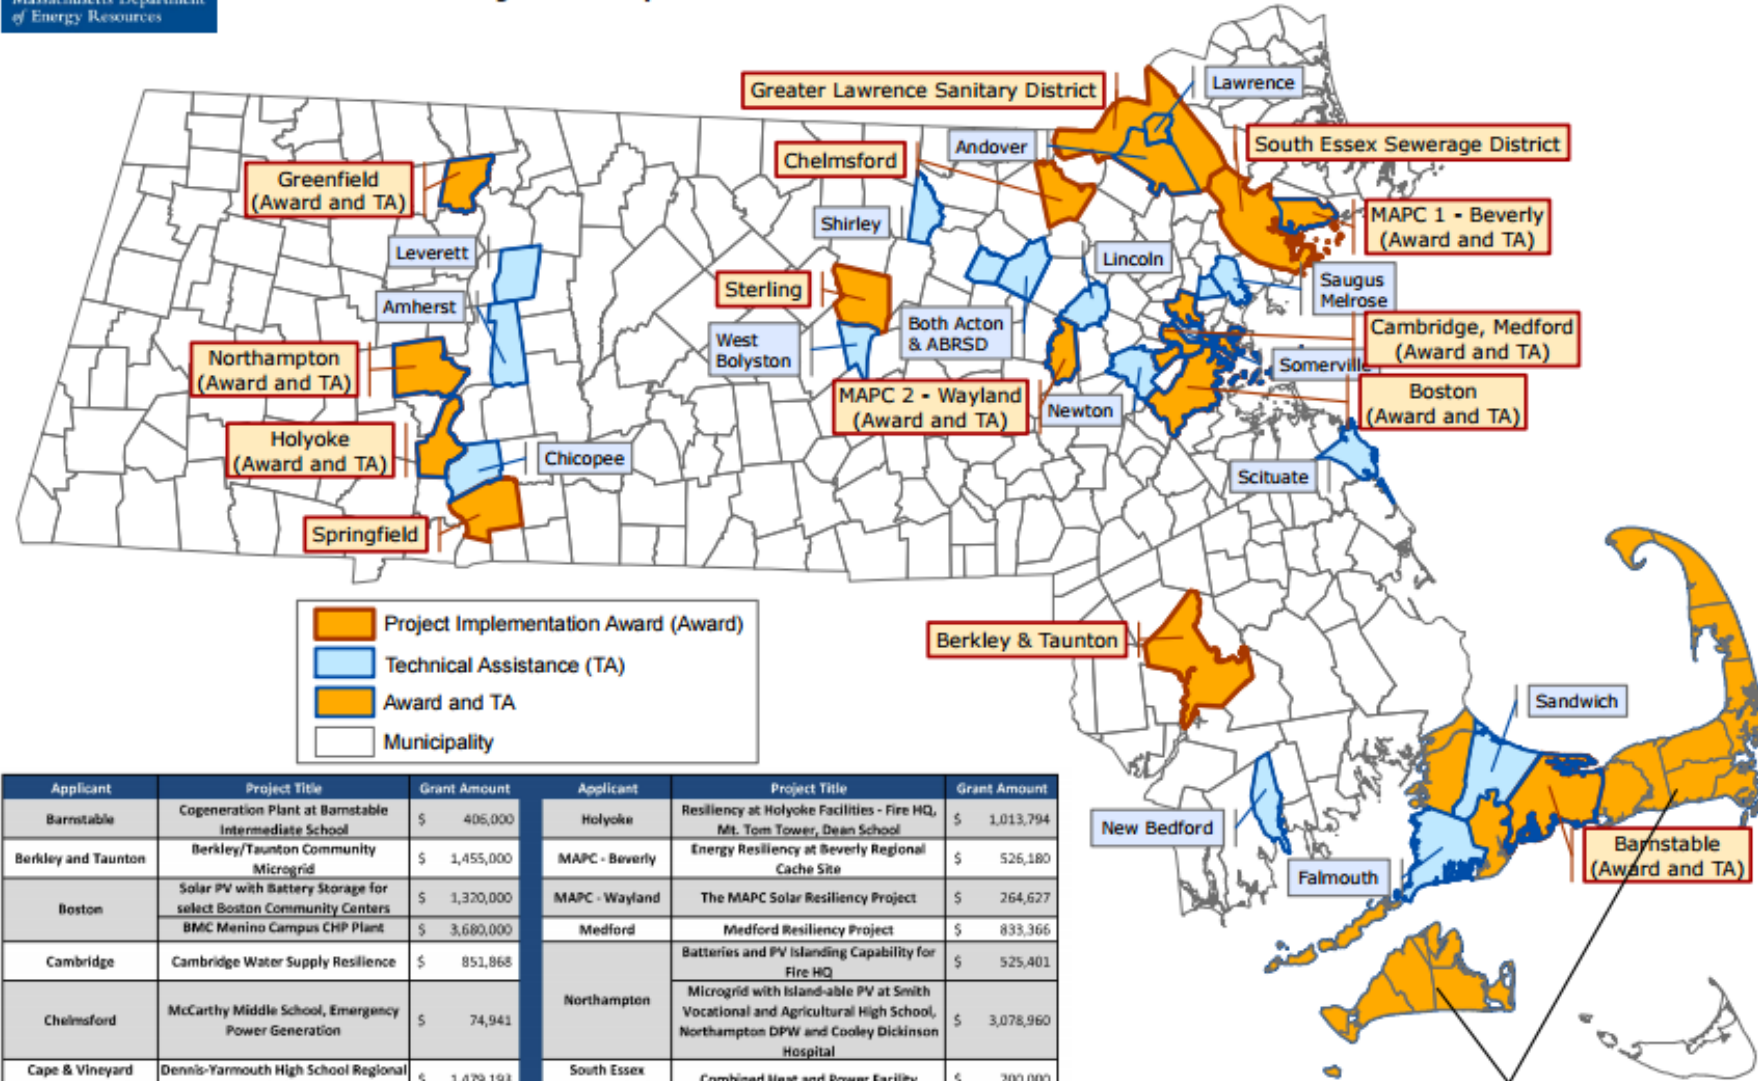 Massachusetts Department
of Energy Resources
Greater Lawrence Sanitary District
Lawrence
Andover
South Essex Sewerage District
Chelmsford
Greenfield
(Award and TA)
Shirley
MAPC 1 - Beverly
(Award and TA)
Leverett
Lincoln
Sterling
Saugus
Melrose
Amherst
Both Acton
& ABRSD
West
Bolyston
Cambridge, Medford
(Award and TA)
Northampton
(Award and TA)
Somerville
MAPC 2 - Wayland
(Award and TA)
Newton
Boston
(Award and TA)
Holyoke
(Award and TA)
Chicopee
Scituate
Springfield
Project Implementation Award (Award)
Technical Assistance (TA)
Award and TA
Municipality
Berkley & Taunton
Sandwich
New Bedford
Falmouth
Barnstable
(Award and TA)
Applicant Project Title Grant Amount Applicant Project Title Grant Amount
Barnstable Cogeneration Plant at Barnstable Intermediate School $ 406,000 Holyoke Resiliency at Holyoke Facilities - Fire HQ, Mt. Tom Tower, Dean School $ 1,013,794
Berkley and Taunton Berkley/Taunton Community Microgrid $ 1,455,000 MAPC - Beverly Energy Resiliency at Beverly Regional Cache Site $ 526,180
Boston Solar PV with Battery Storage for select Boston Community Centers $ 1,320,000 MAPC - Wayland The MAPC Solar Resiliency Project $ 264,627
BMC Menino Campus CHP Plant $ 3,680,000 Medford Medford Resiliency Project $ 833,366
Cambridge Cambridge Water Supply Resilience $ 851,868 Northampton Batteries and PV Islanding Capability for Fire HQ $ 525,401
Chelmsford McCarthy Middle School, Emergency Power Generation $ 74,941 Microgrid with Island-able PV at Smith Vocational and Agricultural High School, Northampton DPW and Cooley Dickinson Hospital $ 3,078,960
Cape & Vineyard Dennis-Yarmouth High School Regional $ 1,479,193 South Essex Combined Heat and Power Facility $ 200,000